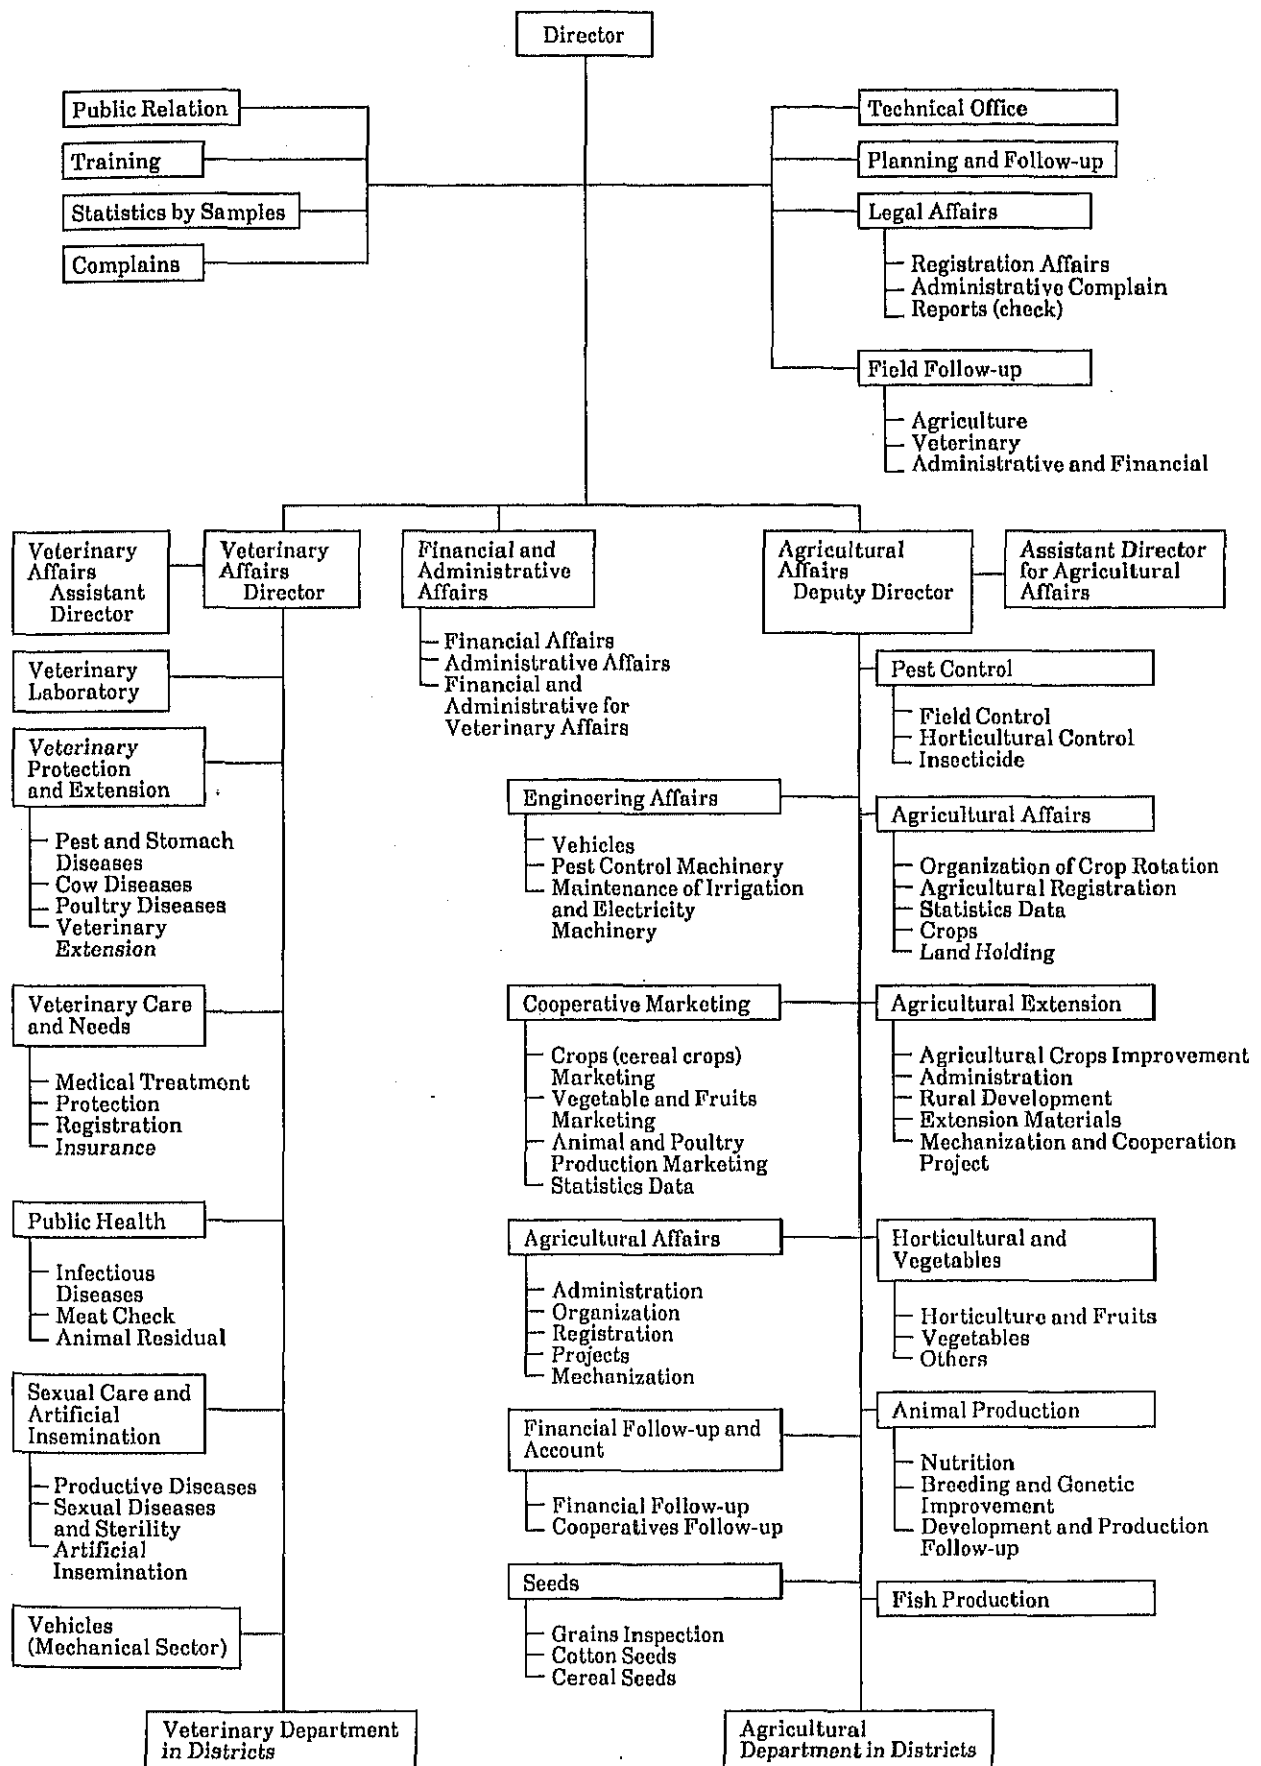 Director
Public Relation
Training
Statistics by Samples
Complains
Technical Office
Planning and Follow-up
Legal Affairs
Registration Affairs
Administrative Complain
Reports (check)
Field Follow-up
Agriculture
Veterinary
Administrative and Financial
Veterinary
Affairs
Assistant
Director
Veterinary
Affairs
Director
Financial and
Administrative
Affairs
Agricultural
Affairs
Deputy Director
Assistant Director
for Agricultural
Affairs
Veterinary
Laboratory
Veterinary
Protection
and Extension
Pest and Stomach
Diseases
Cow Diseases
Poultry Diseases
Veterinary
Extension
Veterinary Care
and Needs
Medical Treatment
Protection
Registration
Insurance
Public Health
Infectious
Diseases
Meat Check
Animal Residual
Sexual Care and
Artificial
Insemination
Productive Diseases
Sexual Diseases
and Sterility
Artificial
Insemination
Vehicles
(Mechanical Sector)
Veterinary Department
in Districts
Financial Affairs
Administrative Affairs
Financial and
Administrative for
Veterinary Affairs
Engineering Affairs
Vehicles
Pest Control Machinery
Maintenance of Irrigation
and Electricity
Machinery
Cooperative Marketing
Crops (cereal crops)
Marketing
Vegetable and Fruits
Marketing
Animal and Poultry
Production Marketing
Statistics Data
Agricultural Affairs
Administration
Organization
Registration
Projects
Mechanization
Financial Follow-up and
Account
Financial Follow-up
Cooperatives Follow-up
Seeds
Grains Inspection
Cotton Seeds
Cereal Seeds
Pest Control
Field Control
Horticultural Control
Insecticide
Agricultural Affairs
Organization of Crop Rotation
Agricultural Registration
Statistics Data
Crops
Land Holding
Agricultural Extension
Agricultural Crops Improvement
Administration
Rural Development
Extension Materials
Mechanization and Cooperation
Project
Horticultural and
Vegetables
Horticulture and Fruits
Vegetables
Others
Animal Production
Nutrition
Breeding and Genetic
Improvement
Development and Production
Follow-up
Fish Production
Agricultural
Department in Districts